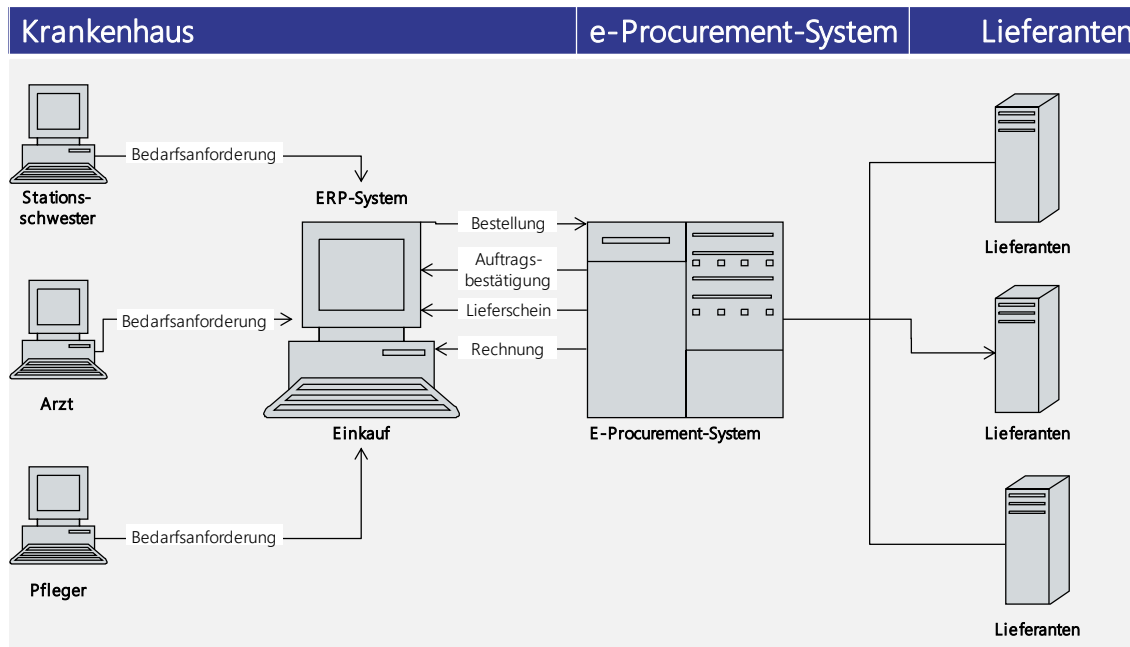 Krankenhaus
e-Procurement-System
Lieferanten
Bedarfsanforderung
Stations-
schwester
ERP-System
Bestellung
Auftrags-
bestätigung
Lieferschein
Rechnung
Bedarfsanforderung
Arzt
Einkauf
E-Procurement-System
Bedarfsanforderung
Pfleger
Lieferanten
Lieferanten
Lieferanten